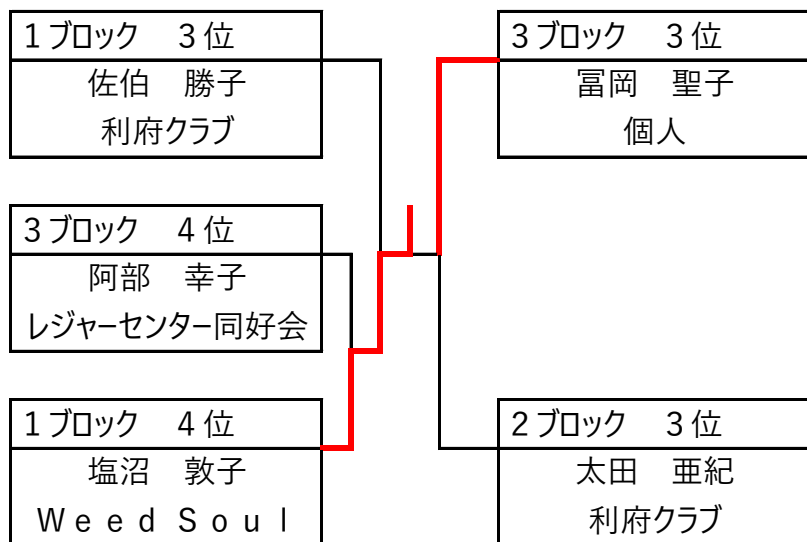 1ブロック　3位
佐伯　勝子
利府クラブ
3ブロック　4位
阿部　幸子
レジャーセンター同好会
1ブロック　4位
塩沼　敦子
Ｗｅｅｄ Ｓｏｕｌ
3ブロック　3位
冨岡　聖子
個人
2ブロック　3位
太田　亜紀
利府クラブ